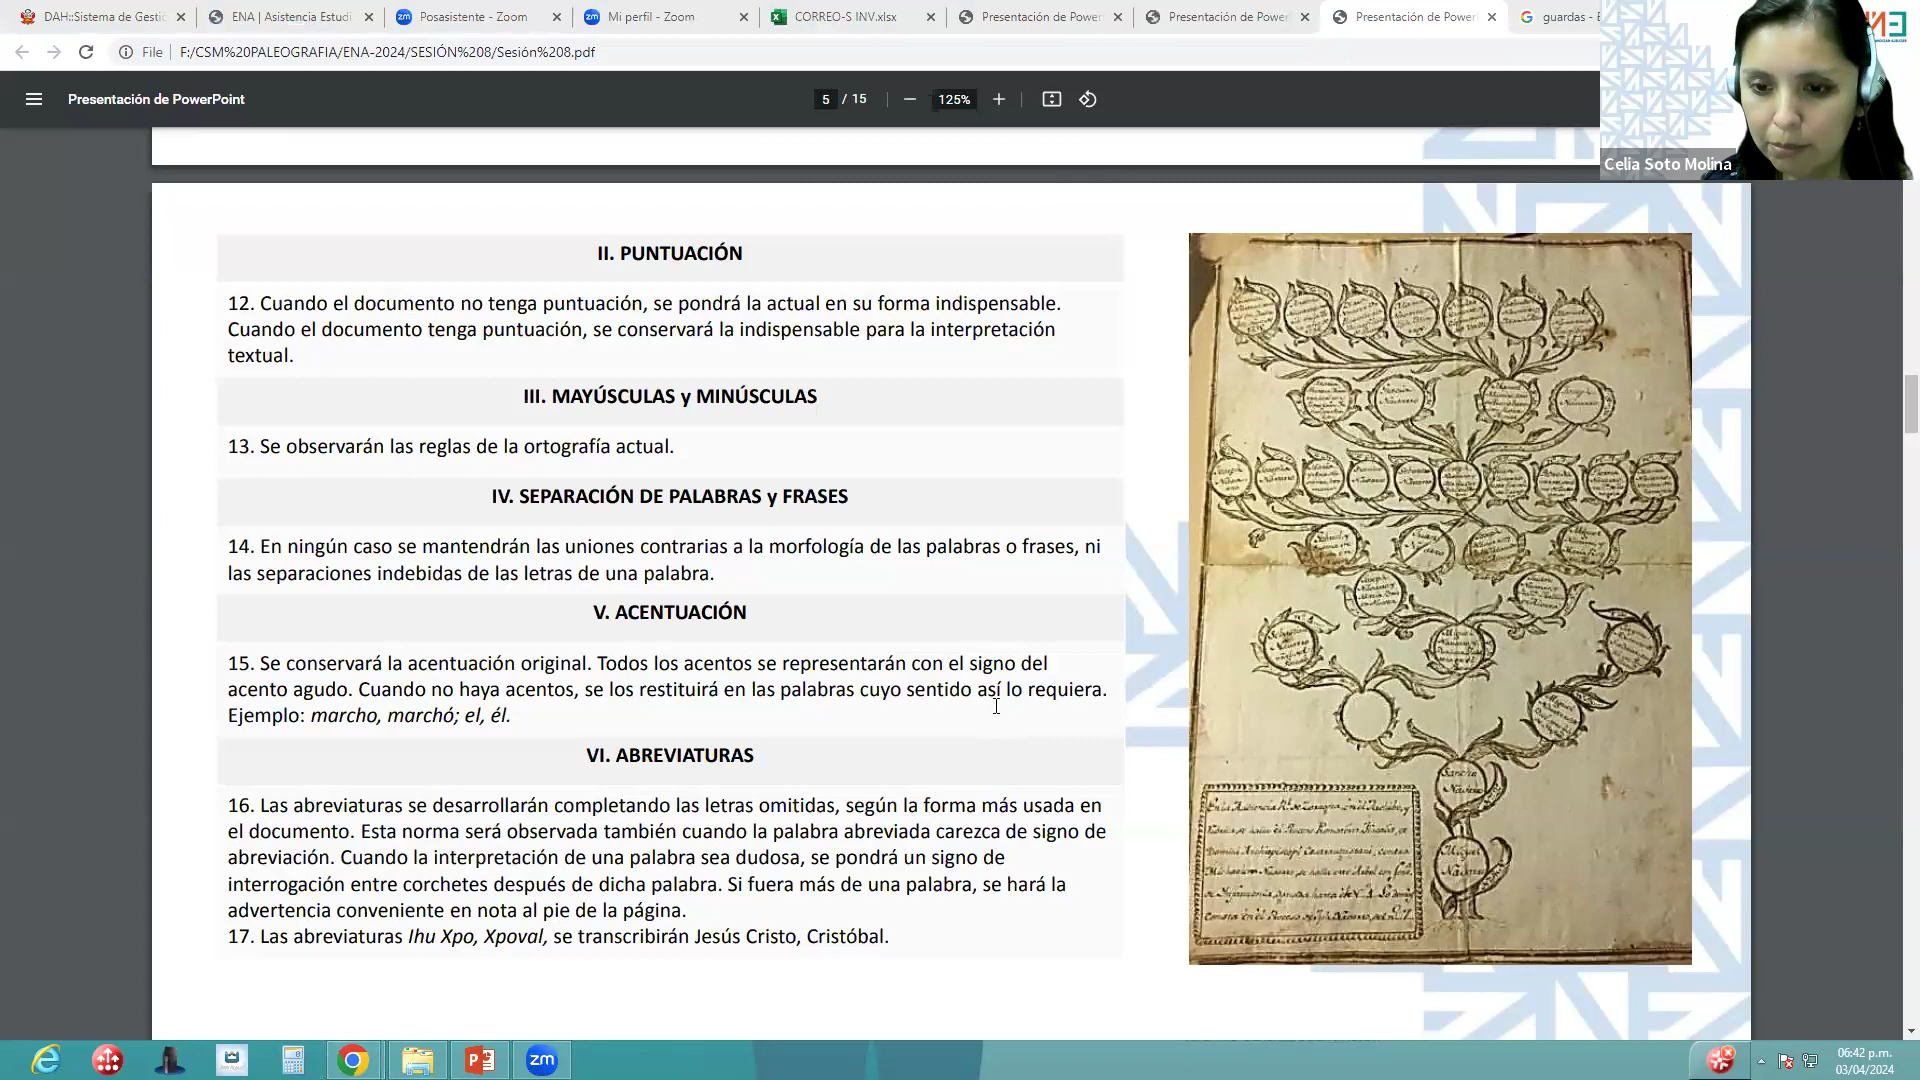 DAH::Sistema de Gesti
ENA | Asistencia Estudi
Posasistente - Zoom
Mi perfil - Zoom
CORREO-S INV.xlsx
Presentación de Power
Presentación de Power
Presentación de Power
guardas - B
File
F:/CSM%20PALEOGRAFIA/ENA-2024/SESIÓN%208/Sesión%208.pdf
Presentación de PowerPoint
5 / 15
125%
Celia Soto Molina
II. PUNTUACIÓN
12. Cuando el documento no tenga puntuación, se pondrá la actual en su forma indispensable.
Cuando el documento tenga puntuación, se conservará la indispensable para la interpretación
textual.
III. MAYÚSCULAS y MINÚSCULAS
13. Se observarán las reglas de la ortografía actual.
IV. SEPARACIÓN DE PALABRAS y FRASES
14. En ningún caso se mantendrán las uniones contrarias a la morfología de las palabras o frases, ni
las separaciones indebidas de las letras de una palabra.
V. ACENTUACIÓN
15. Se conservará la acentuación original. Todos los acentos se representarán con el signo del
acento agudo. Cuando no haya acentos, se los restituirá en las palabras cuyo sentido así lo requiera.
Ejemplo: marcho, marchó; el, él.
VI. ABREVIATURAS
16. Las abreviaturas se desarrollarán completando las letras omitidas, según la forma más usada en
el documento. Esta norma será observada también cuando la palabra abreviada carezca de signo de
abreviación. Cuando la interpretación de una palabra sea dudosa, se pondrá un signo de
interrogación entre corchetes después de dicha palabra. Si fuera más de una palabra, se hará la
advertencia conveniente en nota al pie de la página.
17. Las abreviaturas Ihu Xpo, Xpoval, se transcribirán Jesús Cristo, Cristóbal.
06:42 p.m.
03/04/2024